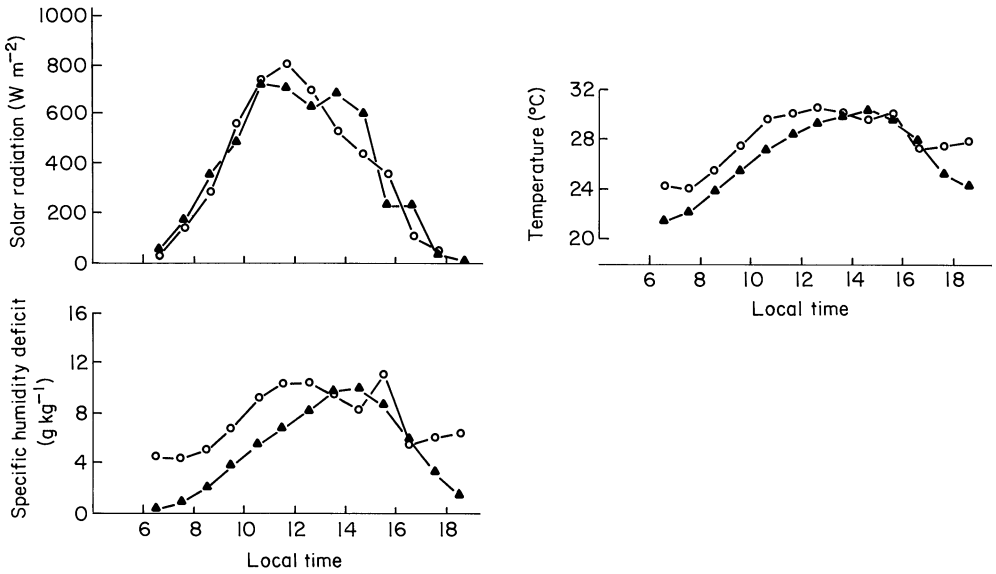 Solar radiation (W m⁻²)
1000
800
600
400
200
0
Temperature (°C)
32
28
24
20
6 8 10 12 14 16 18
Local time
Specific humidity deficit
(g kg⁻¹)
16
12
8
4
0
6 8 10 12 14 16 18
Local time